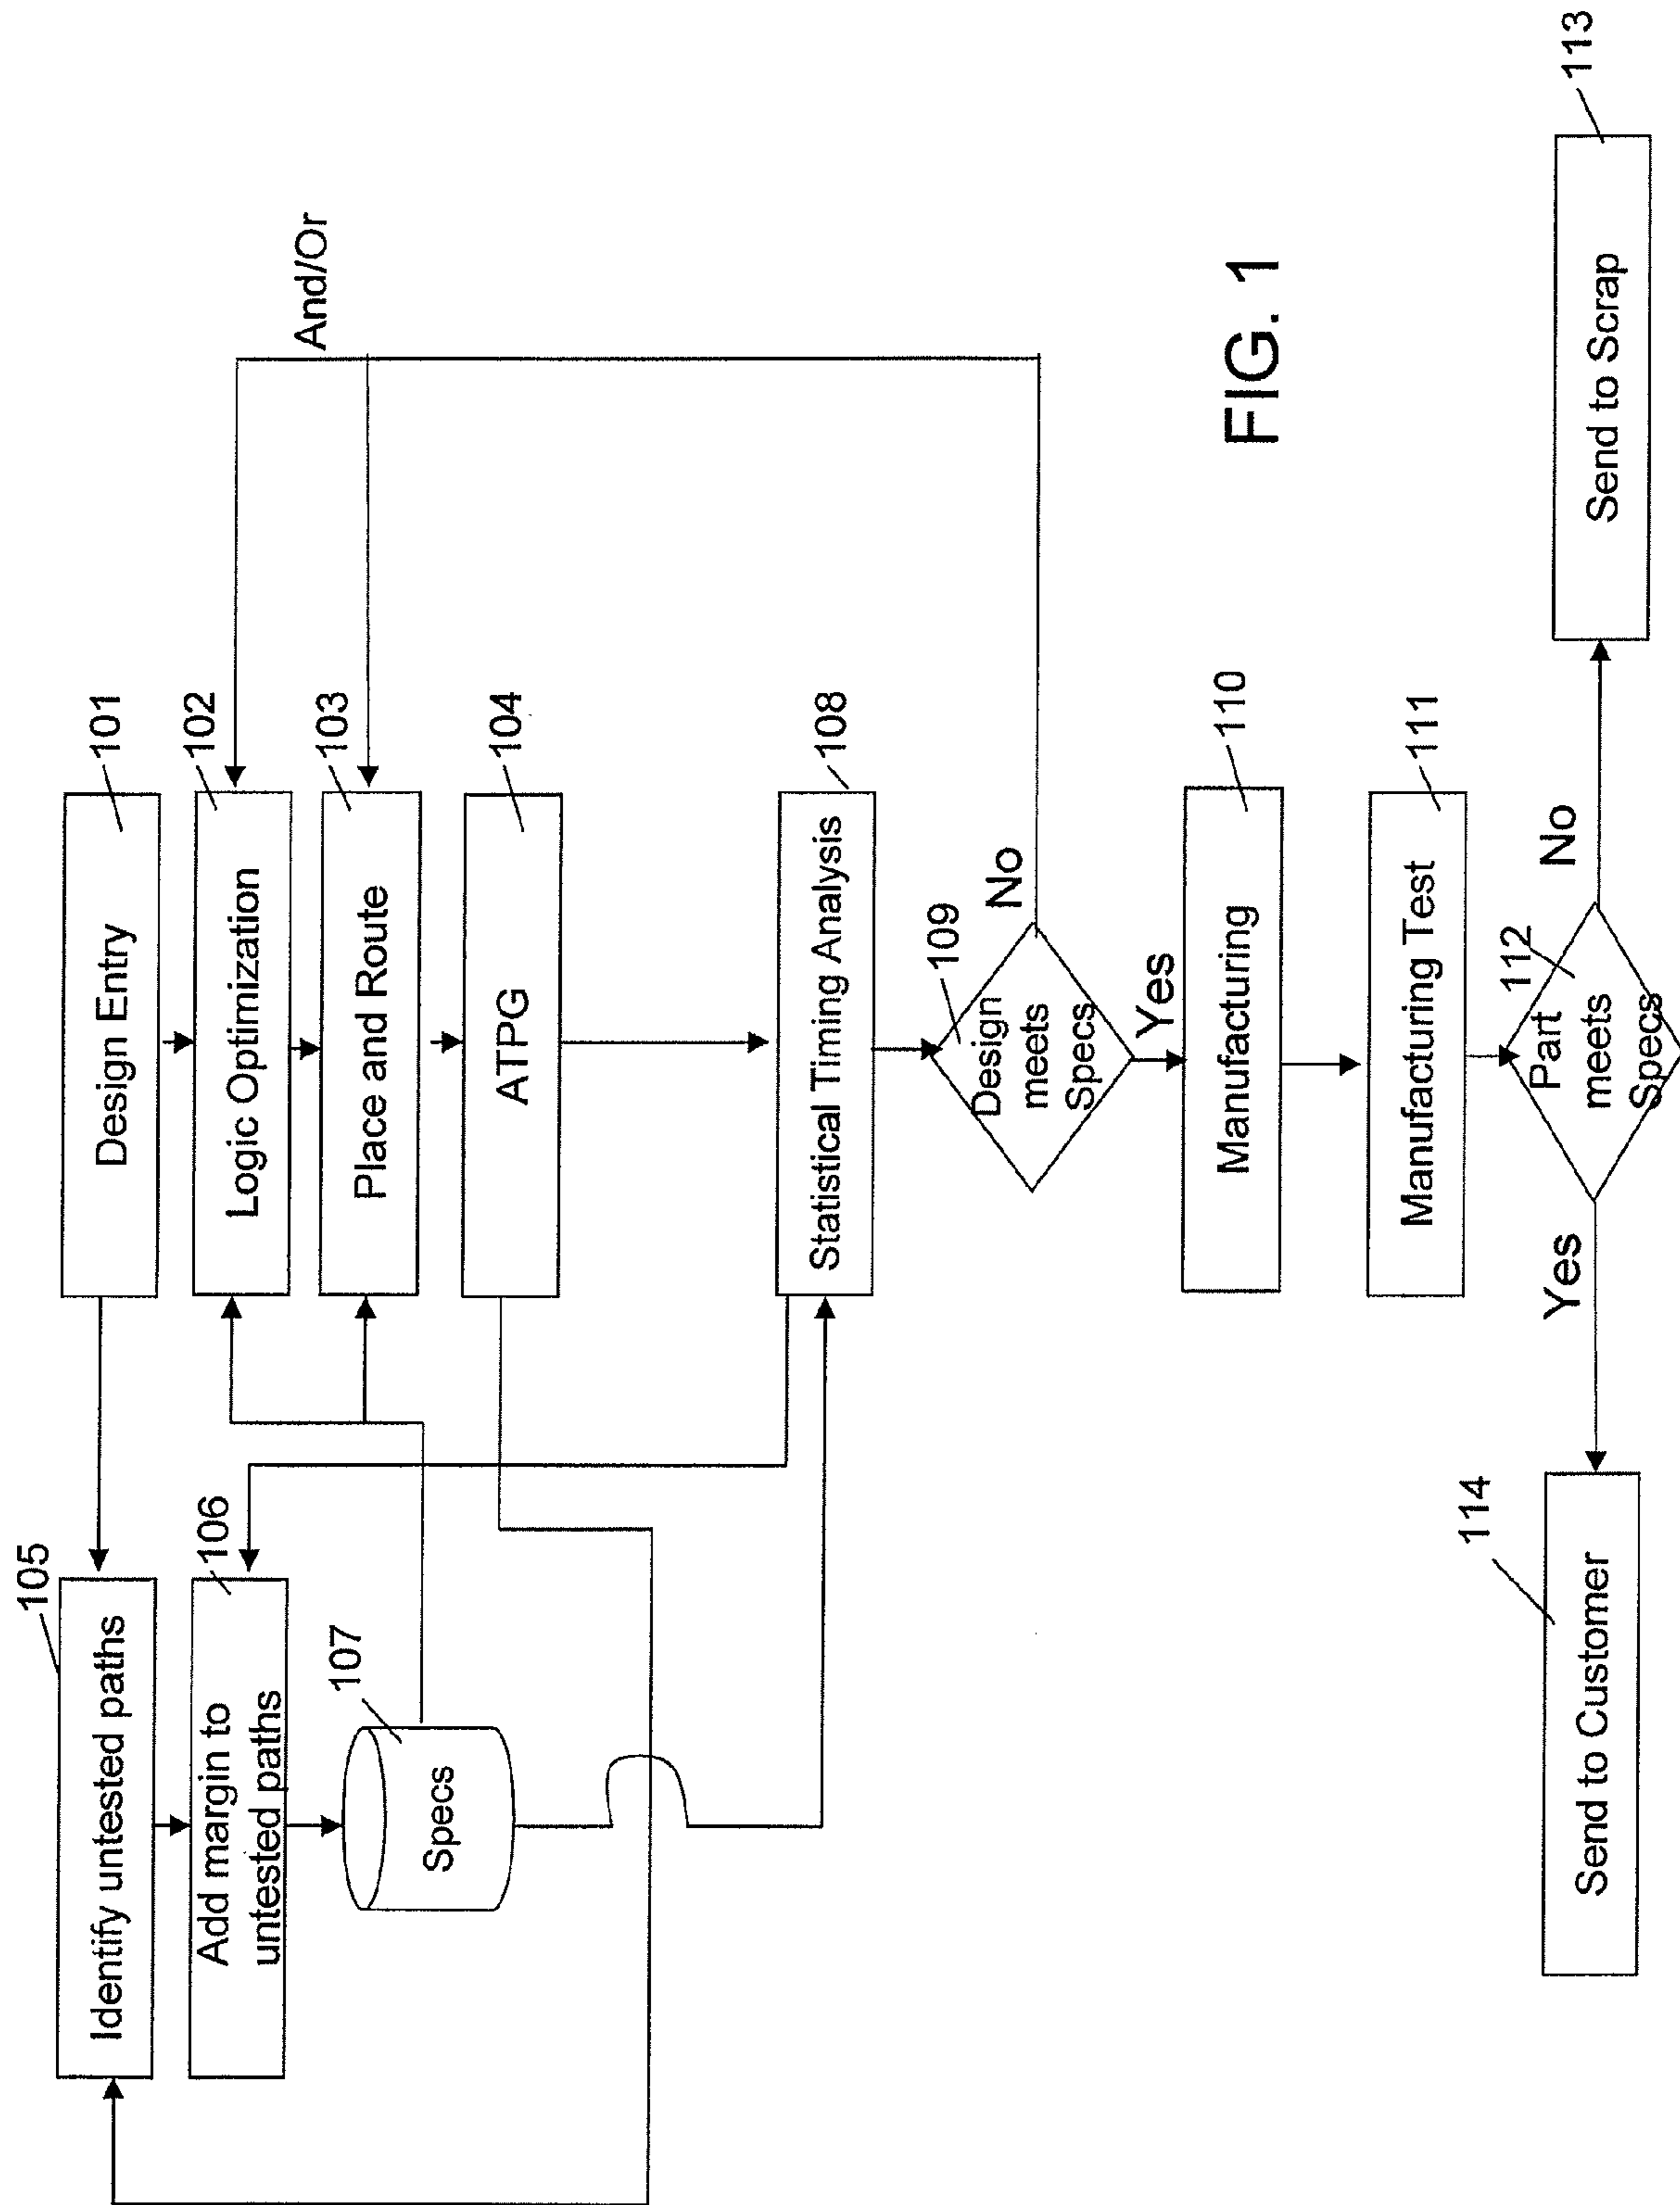 105
Identify untested paths
106
Add margin to
untested paths
107
Specs
101
Design Entry
102
Logic Optimization
103
Place and Route
104
ATPG
108
Statistical Timing Analysis
109
Design
meets
Specs
No
Yes
And/Or
110
Manufacturing
111
Manufacturing Test
112
Part
meets
Specs
Yes
No
114
Send to Customer
113
Send to Scrap
FIG. 1